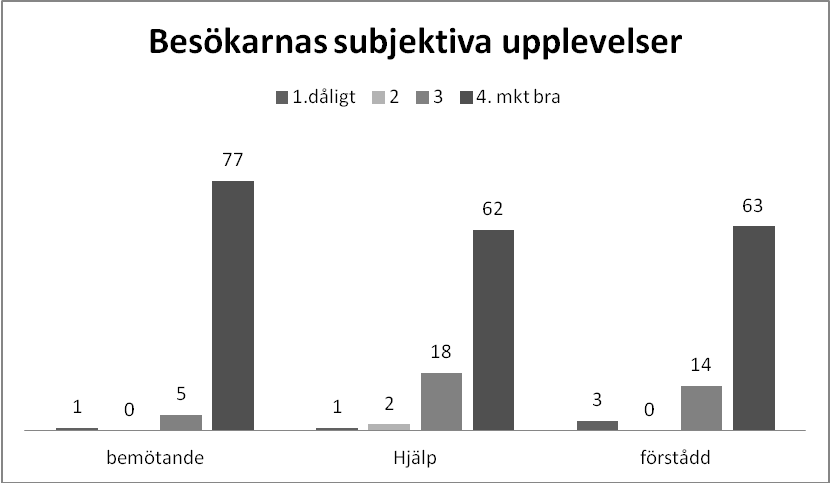 Besökarnas subjektiva upplevelser
1.dåligt 2 3 4. mkt bra
77
62
63
1 0 5
1 2 18
3 0 14
bemötande Hjälp förstådd